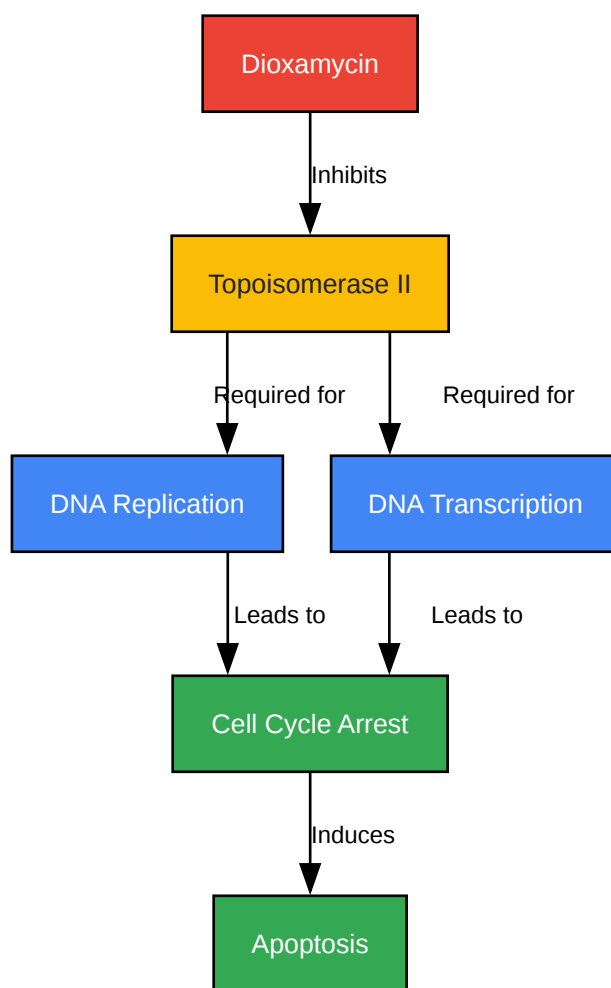 Dioxamycin
Inhibits
Topoisomerase II
Required for
Required for
DNA Replication
DNA Transcription
Leads to
Leads to
Cell Cycle Arrest
Induces
Apoptosis